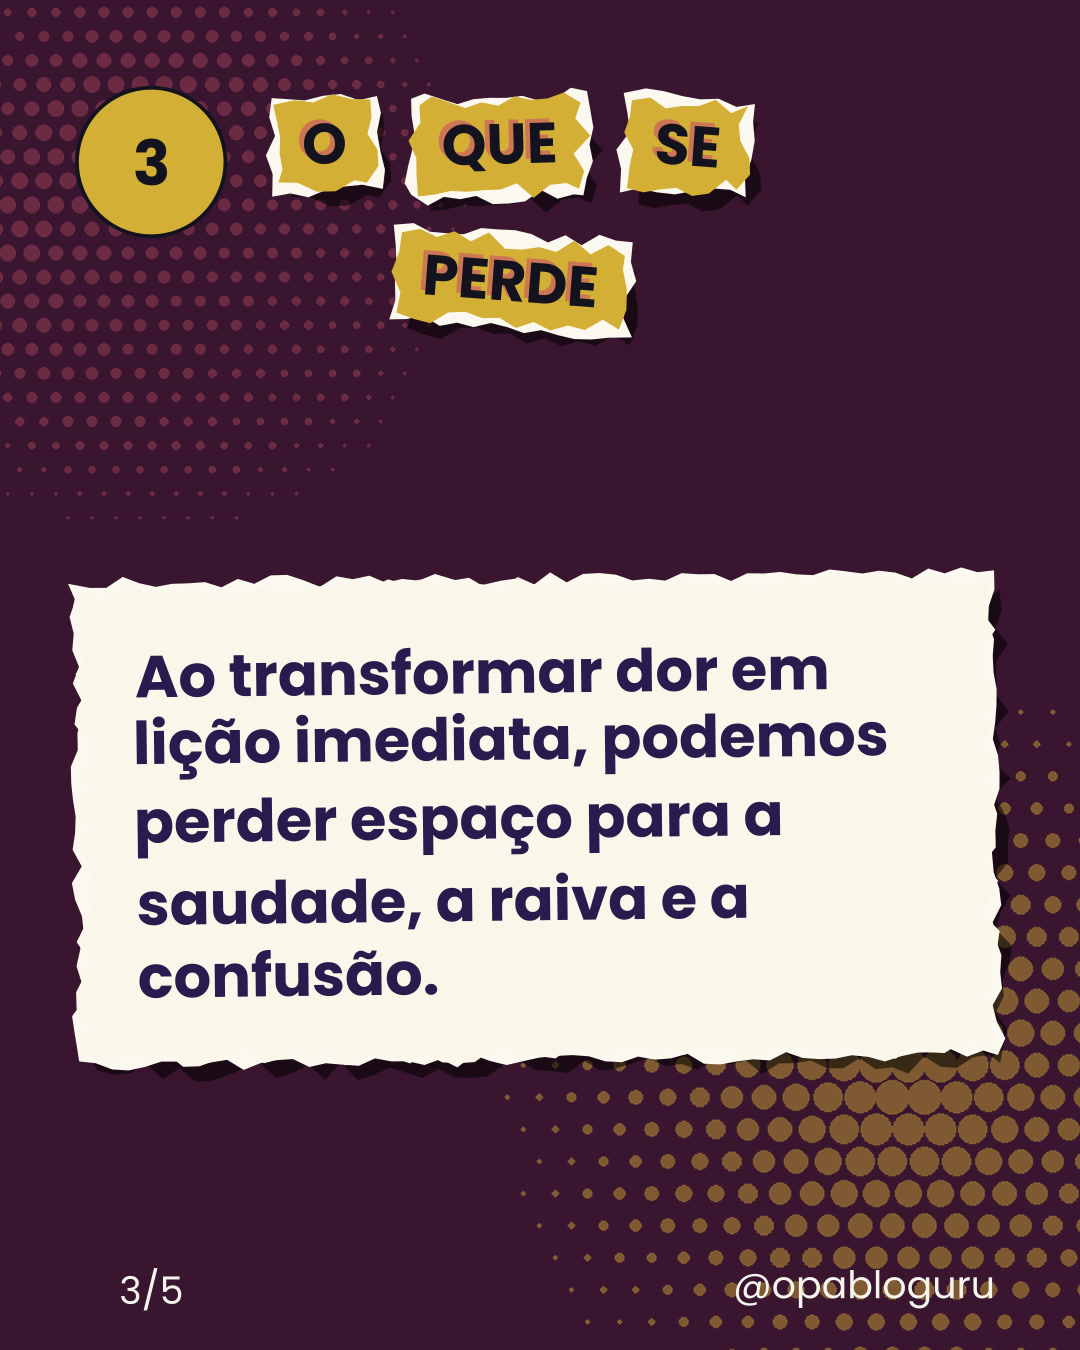 3
O QUE SE
PERDE
Ao transformar dor em
lição imediata, podemos
perder espaço para a
saudade, a raiva e a
confusão.
3/5
@opabloguru